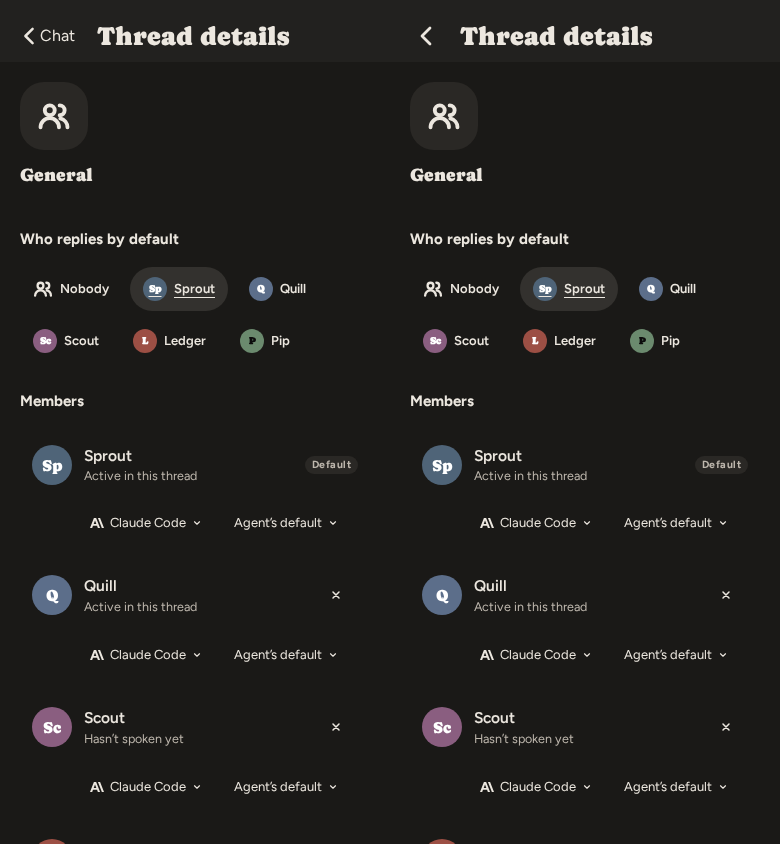 Chat Thread details
General
Who replies by default
Nobody
Sp Sprout
Q Quill
Sc Scout
L Ledger
P Pip
Members
Sp Sprout Default
Active in this thread
Claude Code Agent's default
Q Quill
Active in this thread
Claude Code Agent's default
Sc Scout
Hasn't spoken yet
Claude Code Agent's default
Thread details
General
Who replies by default
Nobody
Sp Sprout
Q Quill
Sc Scout
L Ledger
P Pip
Members
Sp Sprout Default
Active in this thread
Claude Code Agent's default
Q Quill
Active in this thread
Claude Code Agent's default
Sc Scout
Hasn't spoken yet
Claude Code Agent's default